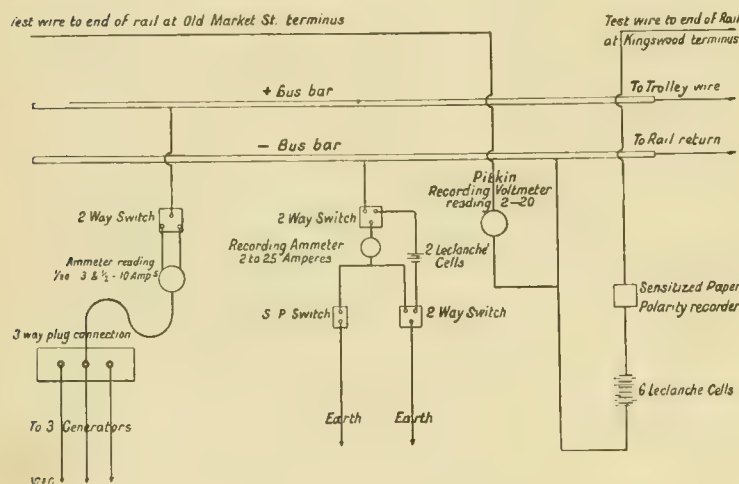 Test wire to end of rail at Old Market St. terminus
Test wire to end of Rail
at Kingswood terminus
+ Bus bar
To Trolley wire
- Bus bar
To Rail return
Pitkin
Recording Voltmeter
reading 2-20
2 Way Switch
2 Way Switch
Recording Ammeter
2 to 25 Amperes
2 Leclanche
Cells
Ammeter reading
3 & 1/2 - 10 Amps
Sensitized Paper
Polarity recorder
S P Switch
2 Way Switch
3 way plug connection
6 Leclanche Cells
Earth
Earth
To 3 Generators